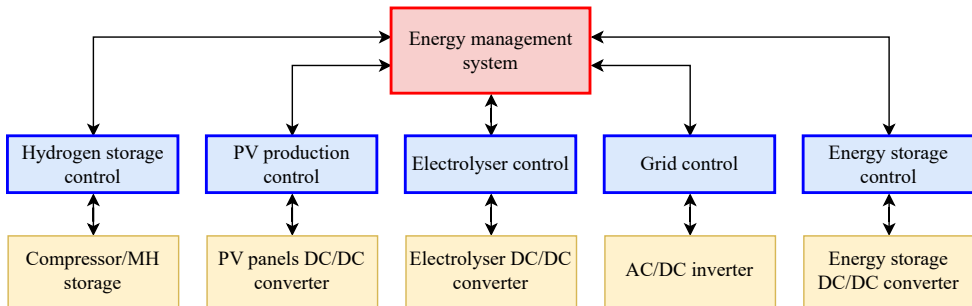 Energy management
system
Hydrogen storage
control
PV production
control
Electrolyser control
Grid control
Energy storage
control
Compressor/MH
storage
PV panels DC/DC
converter
Electrolyser DC/DC
converter
AC/DC inverter
Energy storage
DC/DC converter